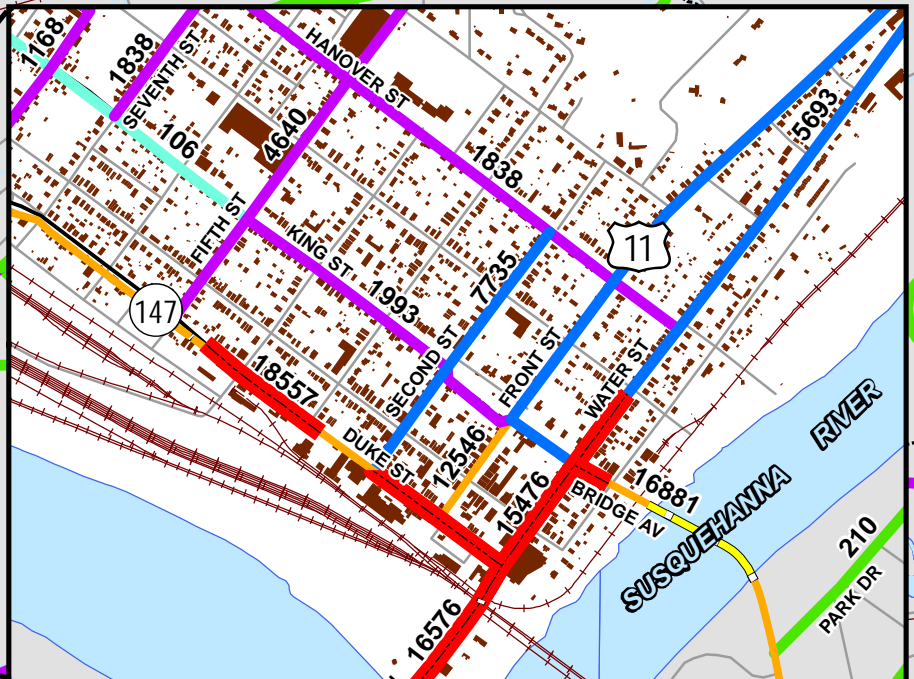 1168
1838
SEVENTH ST
106
HANOVER ST
4640
1838
5693
FIFTH ST
KING ST
11
7735
1993
147
SECOND ST
FRONT ST
WATER ST
18557
DUKE ST
12546
15476
BRIDGE AV
16881
SUSQUEHANNA RIVER
210
PARK DR
16576